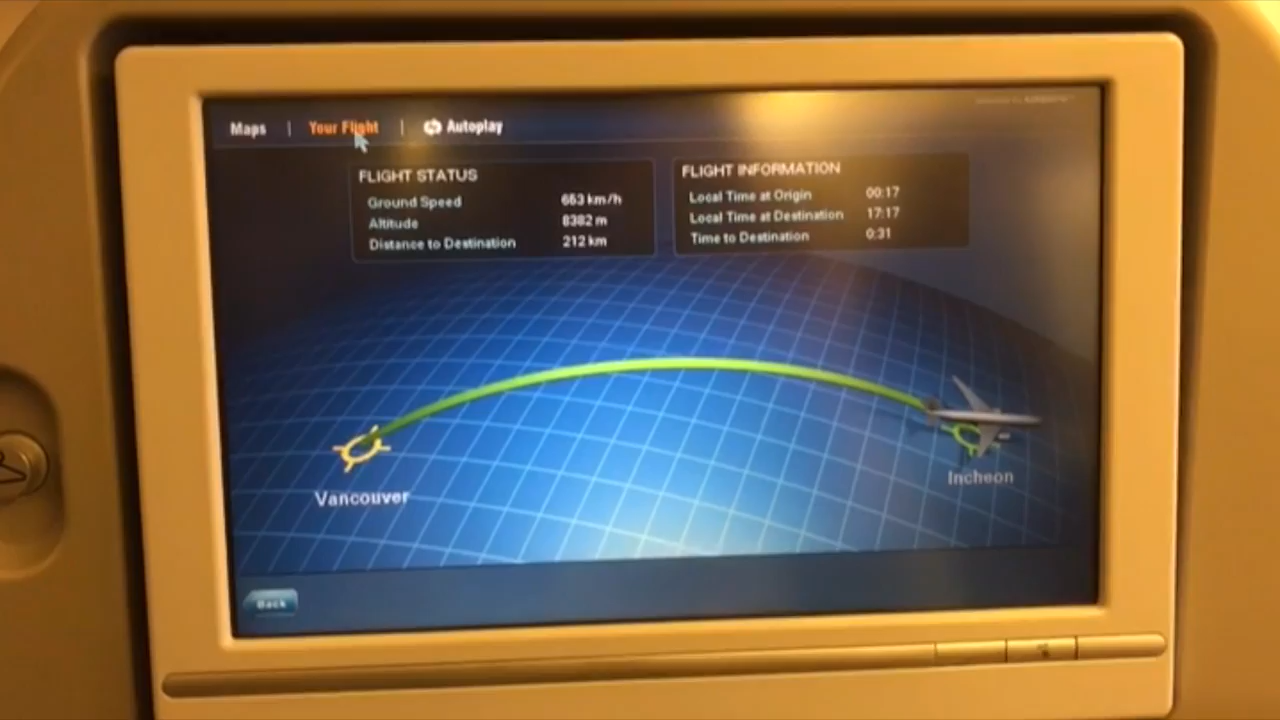 Maps | Your Flight | Autoplay
FLIGHT STATUS
Ground Speed 653 km/h
Altitude 8382 m
Distance to Destination 212 km
FLIGHT INFORMATION
Local Time at Origin 00:17
Local Time at Destination 17:17
Time to Destination 0:31
Vancouver
Incheon
Back